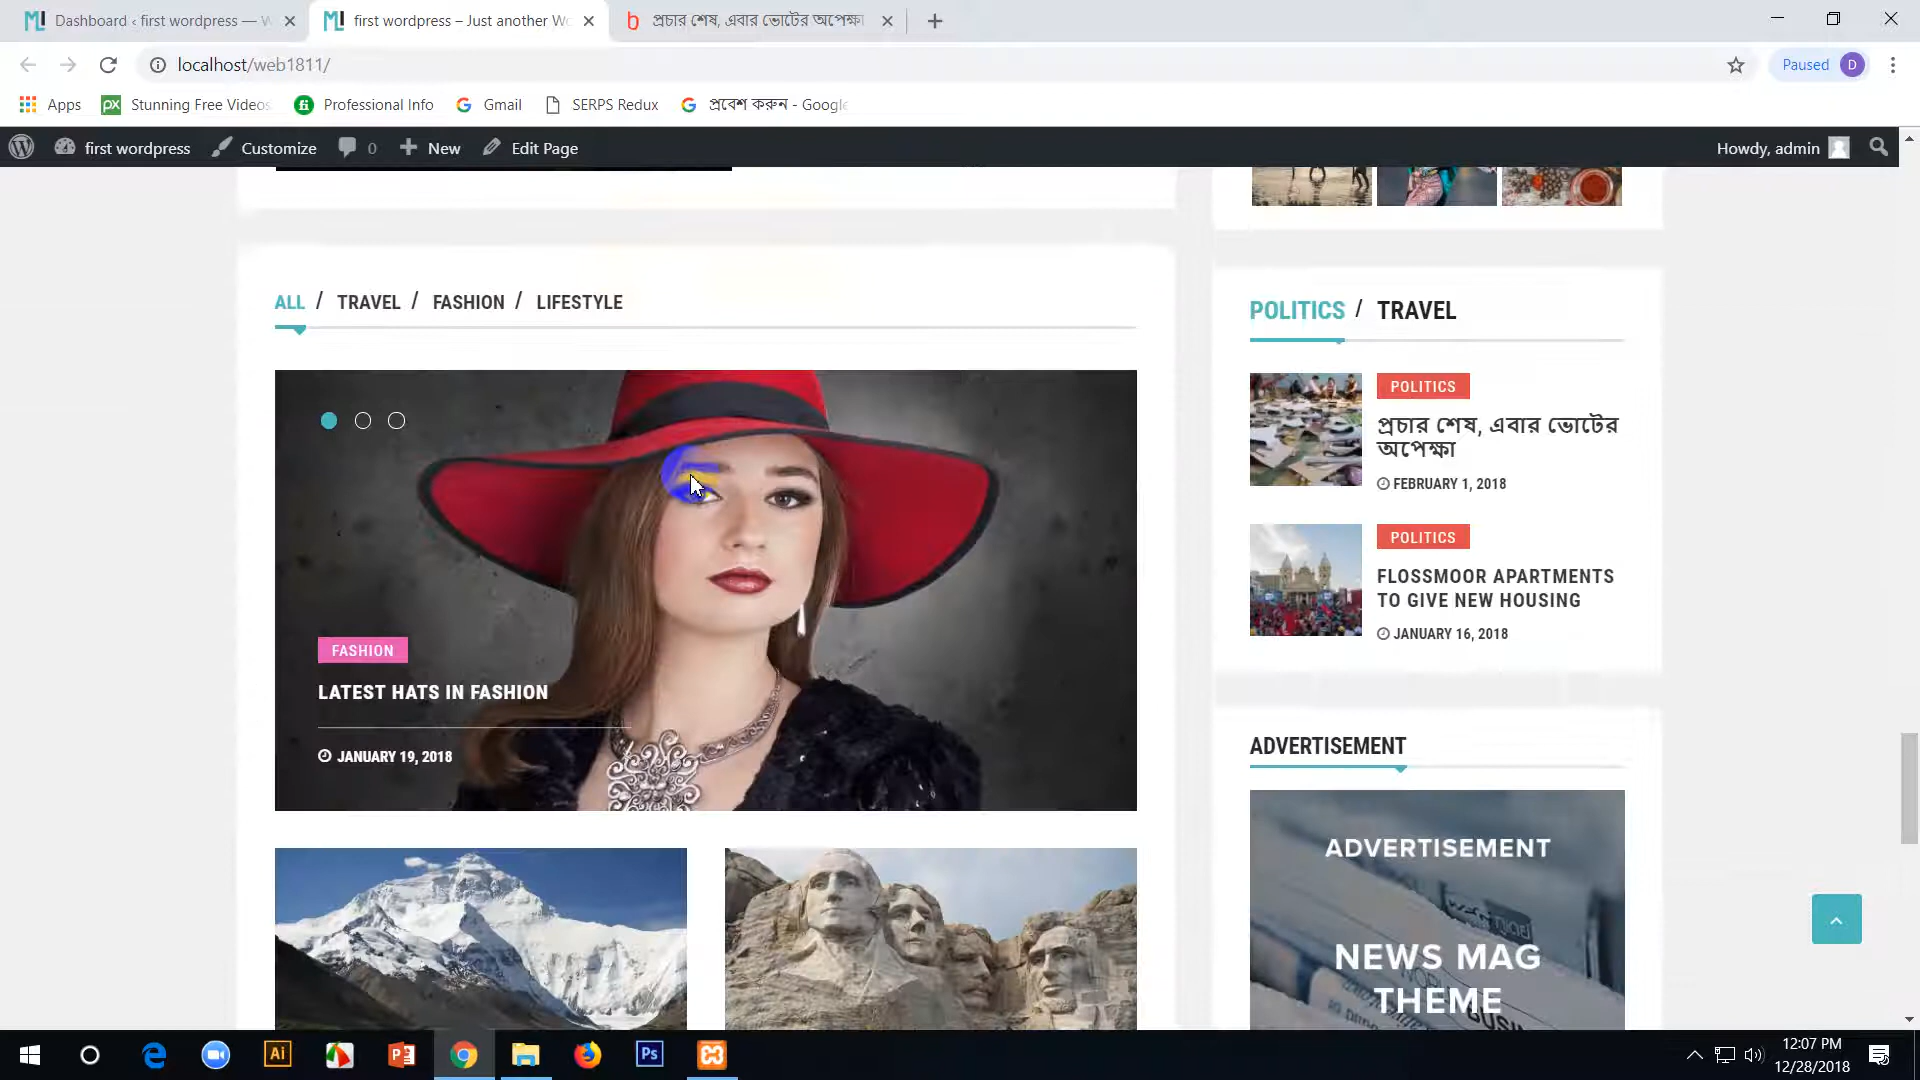 Dashboard ‹ first wordpress — W
first wordpress – Just another Wo
প্রচার শেষ, এবার ভোটের অপেক্ষা
localhost/web1811/
Paused
D
Apps
px
Stunning Free Videos
fi
Professional Info
Gmail
SERPS Redux
প্রবেশ করুন - Google
first wordpress
Customize
0
New
Edit Page
Howdy, admin
ALL / TRAVEL / FASHION / LIFESTYLE
FASHION
LATEST HATS IN FASHION
JANUARY 19, 2018
POLITICS / TRAVEL
POLITICS
প্রচার শেষ, এবার ভোটের
অপেক্ষা
FEBRUARY 1, 2018
POLITICS
FLOSSMOOR APARTMENTS
TO GIVE NEW HOUSING
JANUARY 16, 2018
ADVERTISEMENT
ADVERTISEMENT
NEWS MAG
THEME
Ai
Ps
12:07 PM
12/28/2018